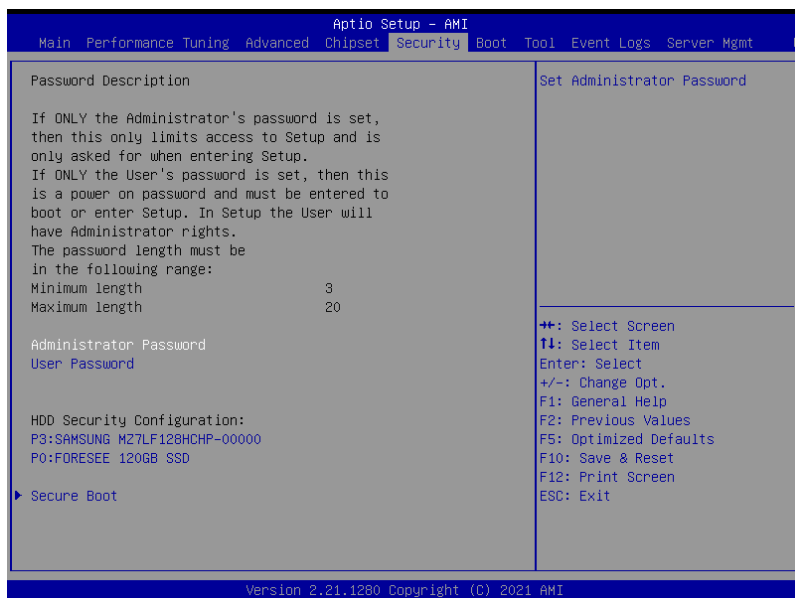 Aptio Setup – AMI
Main Performance Tuning Advanced Chipset Security Boot Tool Event Logs Server Mgmt
Password Description
If ONLY the Administrator's password is set,
then this only limits access to Setup and is
only asked for when entering Setup.
If ONLY the User's password is set, then this
is a power on password and must be entered to
boot or enter Setup. In Setup the User will
have Administrator rights.
The password length must be
in the following range:
Minimum length 3
Maximum length 20
Administrator Password
User Password
HDD Security Configuration:
P3:SAMSUNG MZ7LF128HCHP-00000
P0:FORESEE 120GB SSD
Secure Boot
Set Administrator Password
→←: Select Screen
↑↓: Select Item
Enter: Select
+/-: Change Opt.
F1: General Help
F2: Previous Values
F5: Optimized Defaults
F10: Save & Reset
F12: Print Screen
ESC: Exit
Version 2.21.1280 Copyright (C) 2021 AMI